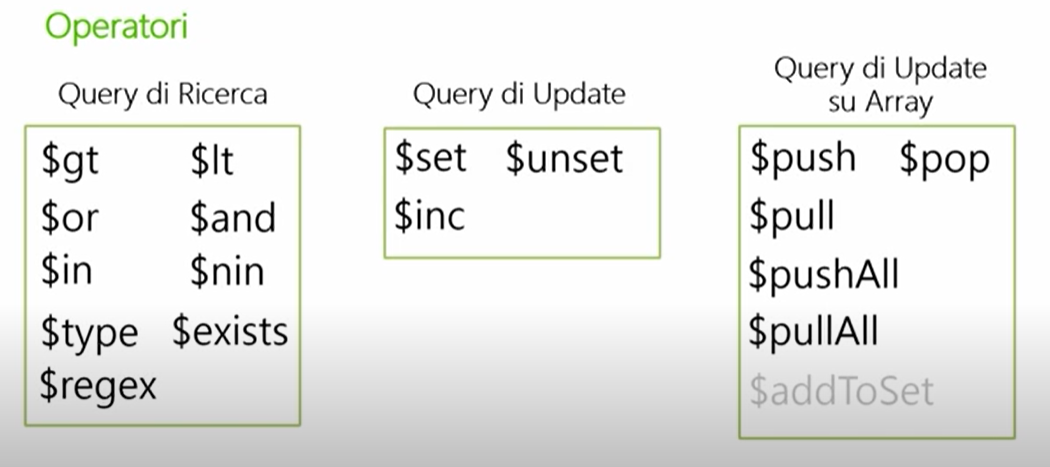 Operatori
Query di Ricerca
$gt $lt
$or $and
$in $nin
$type $exists
$regex
Query di Update
$set $unset
$inc
Query di Update
su Array
$push $pop
$pull
$pushAll
$pullAll
$addToSet